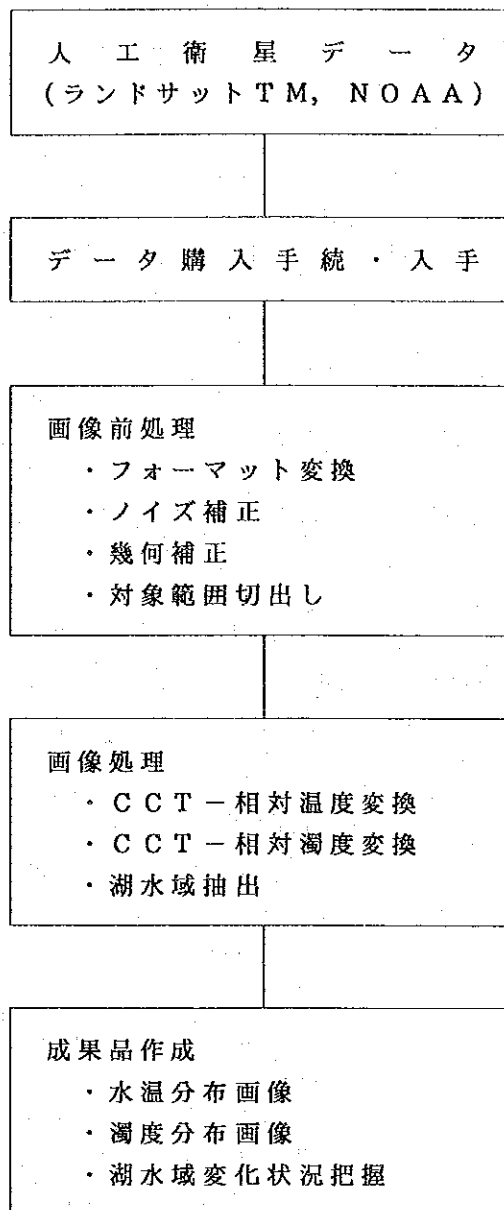 人工衛星データ
(ランドサットTM, NOAA)
データ購入手続・入手
画像前処理
・フォーマット変換
・ノイズ補正
・幾何補正
・対象範囲切出し
画像処理
・CCT－相対温度変換
・CCT－相対濁度変換
・湖水域抽出
成果品作成
・水温分布画像
・濁度分布画像
・湖水域変化状況把握